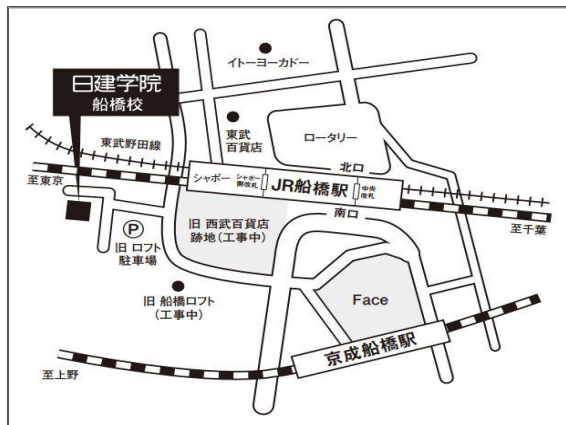 日建学院
船橋校
イトーヨーカドー
東武
百貨店
ロータリー
東武野田線
北口
至東京
シャポー
シャポー
側改札
JR船橋駅
中央
改札
南口
至千葉
旧 西武百貨店
跡地(工事中)
P
旧 ロフト
駐車場
旧 船橋ロフト
(工事中)
Face
京成船橋駅
至上野